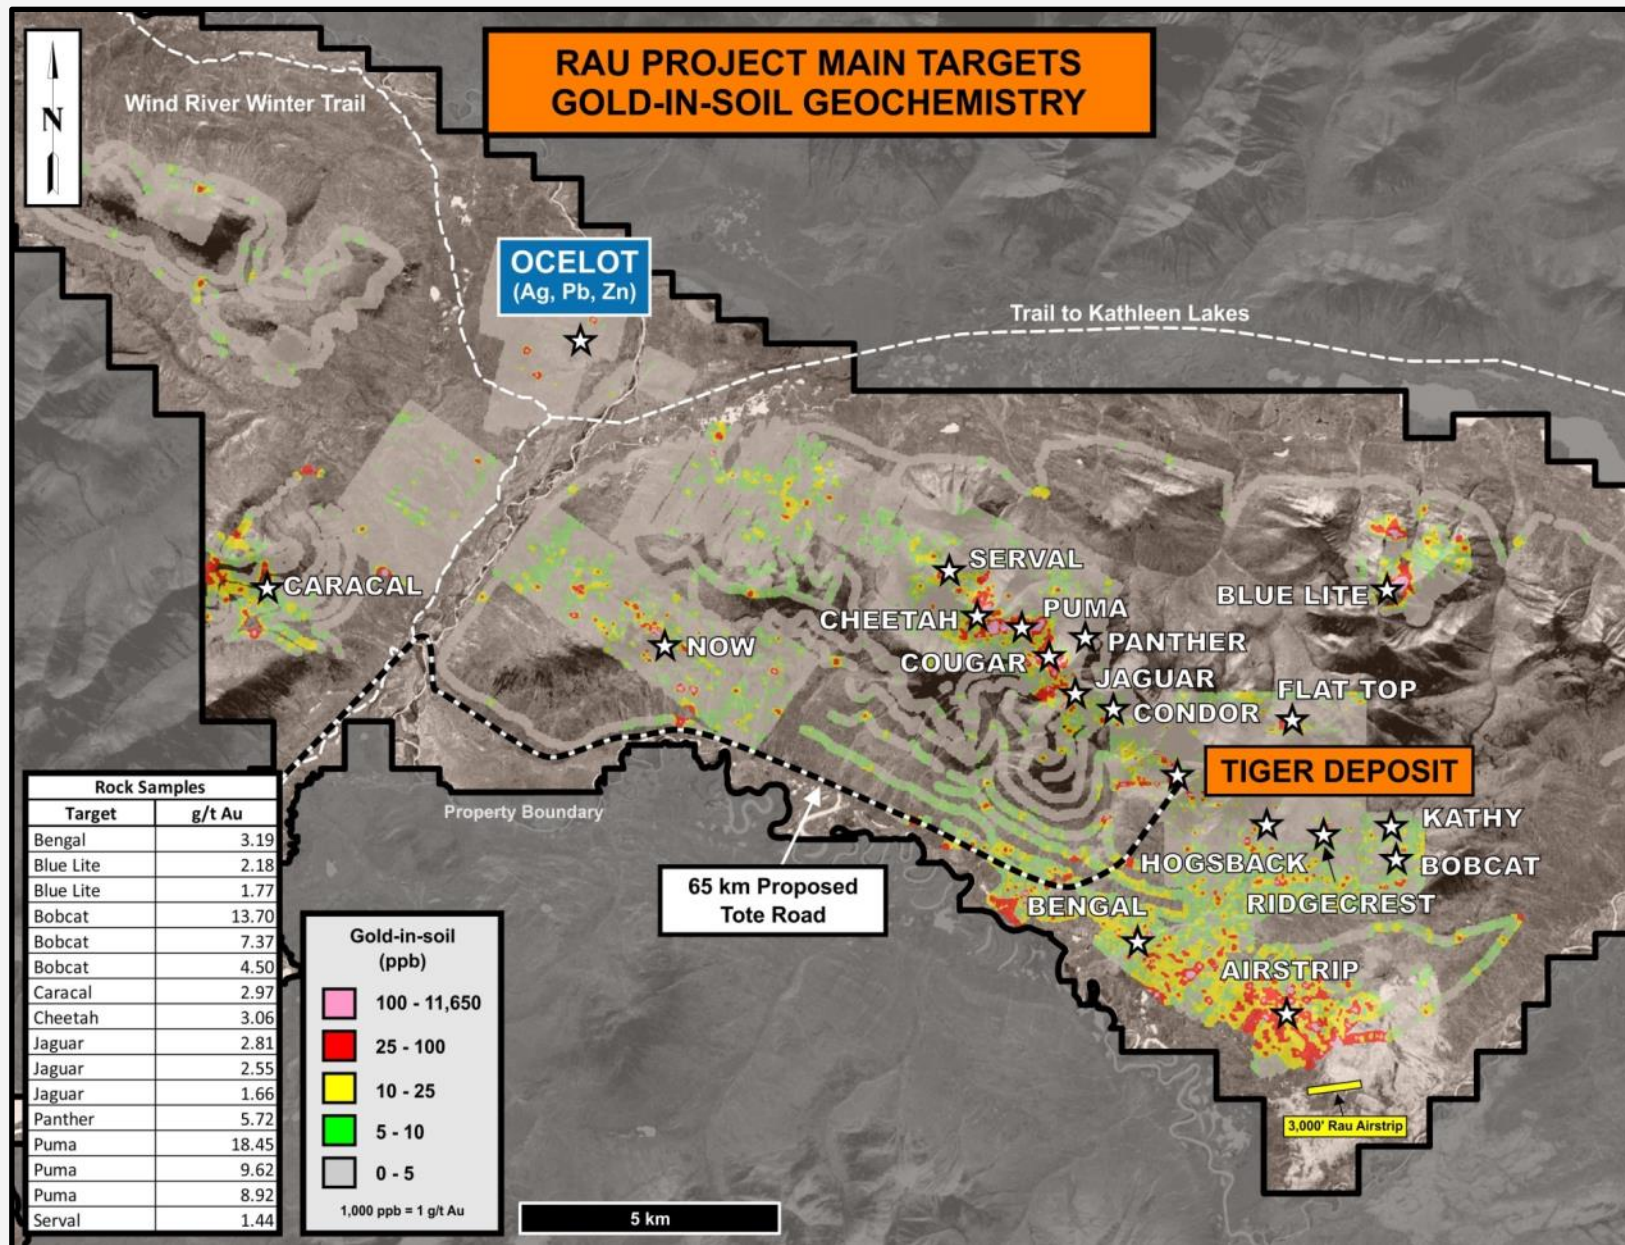 RAU PROJECT MAIN TARGETS
GOLD-IN-SOIL GEOCHEMISTRY
N
Wind River Winter Trail
OCELOT
(Ag, Pb, Zn)
Trail to Kathleen Lakes
SERVAL
CARACAL
BLUE LITE
CHEETAH
PUMA
NOW
PANTHER
COUGAR
JAGUAR
FLAT TOP
CONDOR
TIGER DEPOSIT
Property Boundary
KATHY
HOGSBACK
BOBCAT
65 km Proposed
Tote Road
RIDGECREST
BENGAL
AIRSTRIP
3,000' Rau Airstrip
Rock Samples
Target g/t Au
Bengal 3.19
Blue Lite 2.18
Blue Lite 1.77
Bobcat 13.70
Bobcat 7.37
Bobcat 4.50
Caracal 2.97
Cheetah 3.06
Jaguar 2.81
Jaguar 2.55
Jaguar 1.66
Panther 5.72
Puma 18.45
Puma 9.62
Puma 8.92
Serval 1.44
Gold-in-soil
(ppb)
100 - 11,650
25 - 100
10 - 25
5 - 10
0 - 5
1,000 ppb = 1 g/t Au
5 km